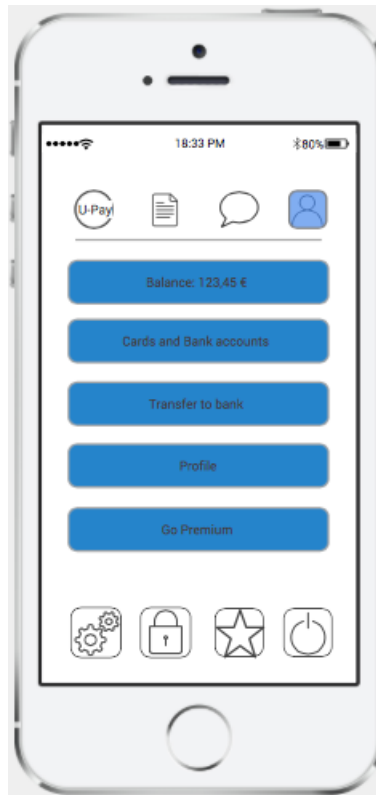 18:33 PM
80%
U-Pay
Balance: 123,45 €
Cards and Bank accounts
Transfer to bank
Profile
Go Premium